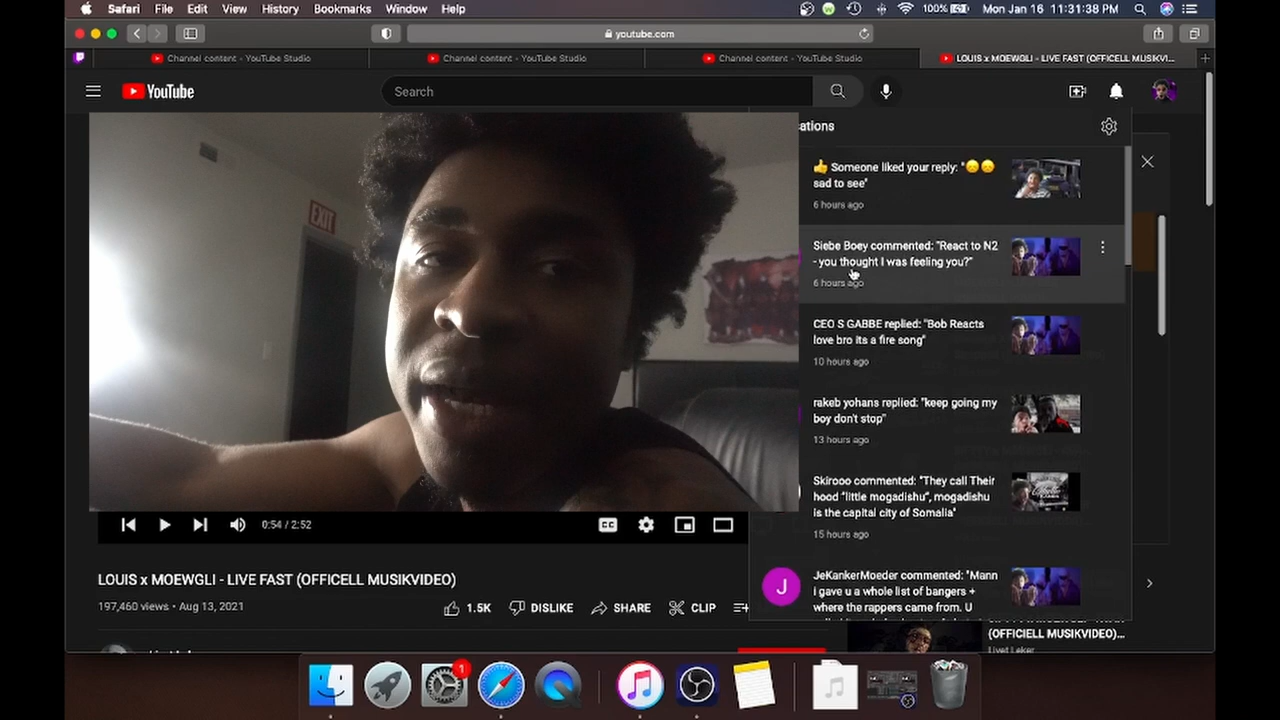 Safari File Edit View History Bookmarks Window Help 100% Mon Jan 16 11:31:38 PM
youtube.com
Channel content - YouTube Studio Channel content - YouTube Studio Channel content - YouTube Studio LOUIS x MOEWGLI - LIVE FAST (OFFICELL MUSIKVI...
YouTube Search
ations
EXIT
👍 Someone liked your reply: "😞😞
sad to see"
6 hours ago
Siebe Boey commented: "React to N2
- you thought I was feeling you?"
6 hours ago
CEO S GABBE replied: "Bob Reacts
love bro its a fire song"
10 hours ago
rakeb yohans replied: "keep going my
boy don't stop"
13 hours ago
Skirooo commented: "They call Their
hood "little mogadishu", mogadishu
is the capital city of Somalia"
15 hours ago
J
JeKankerMoeder commented: "Mann
i gave u a whole list of bangers +
where the rappers came from. U
0:54 / 2:52 CC
LOUIS x MOEWGLI - LIVE FAST (OFFICELL MUSIKVIDEO)
197,460 views • Aug 13, 2021 1.5K DISLIKE SHARE CLIP
(OFFICELL MUSIKVIDEO)...
Livet Leker
1